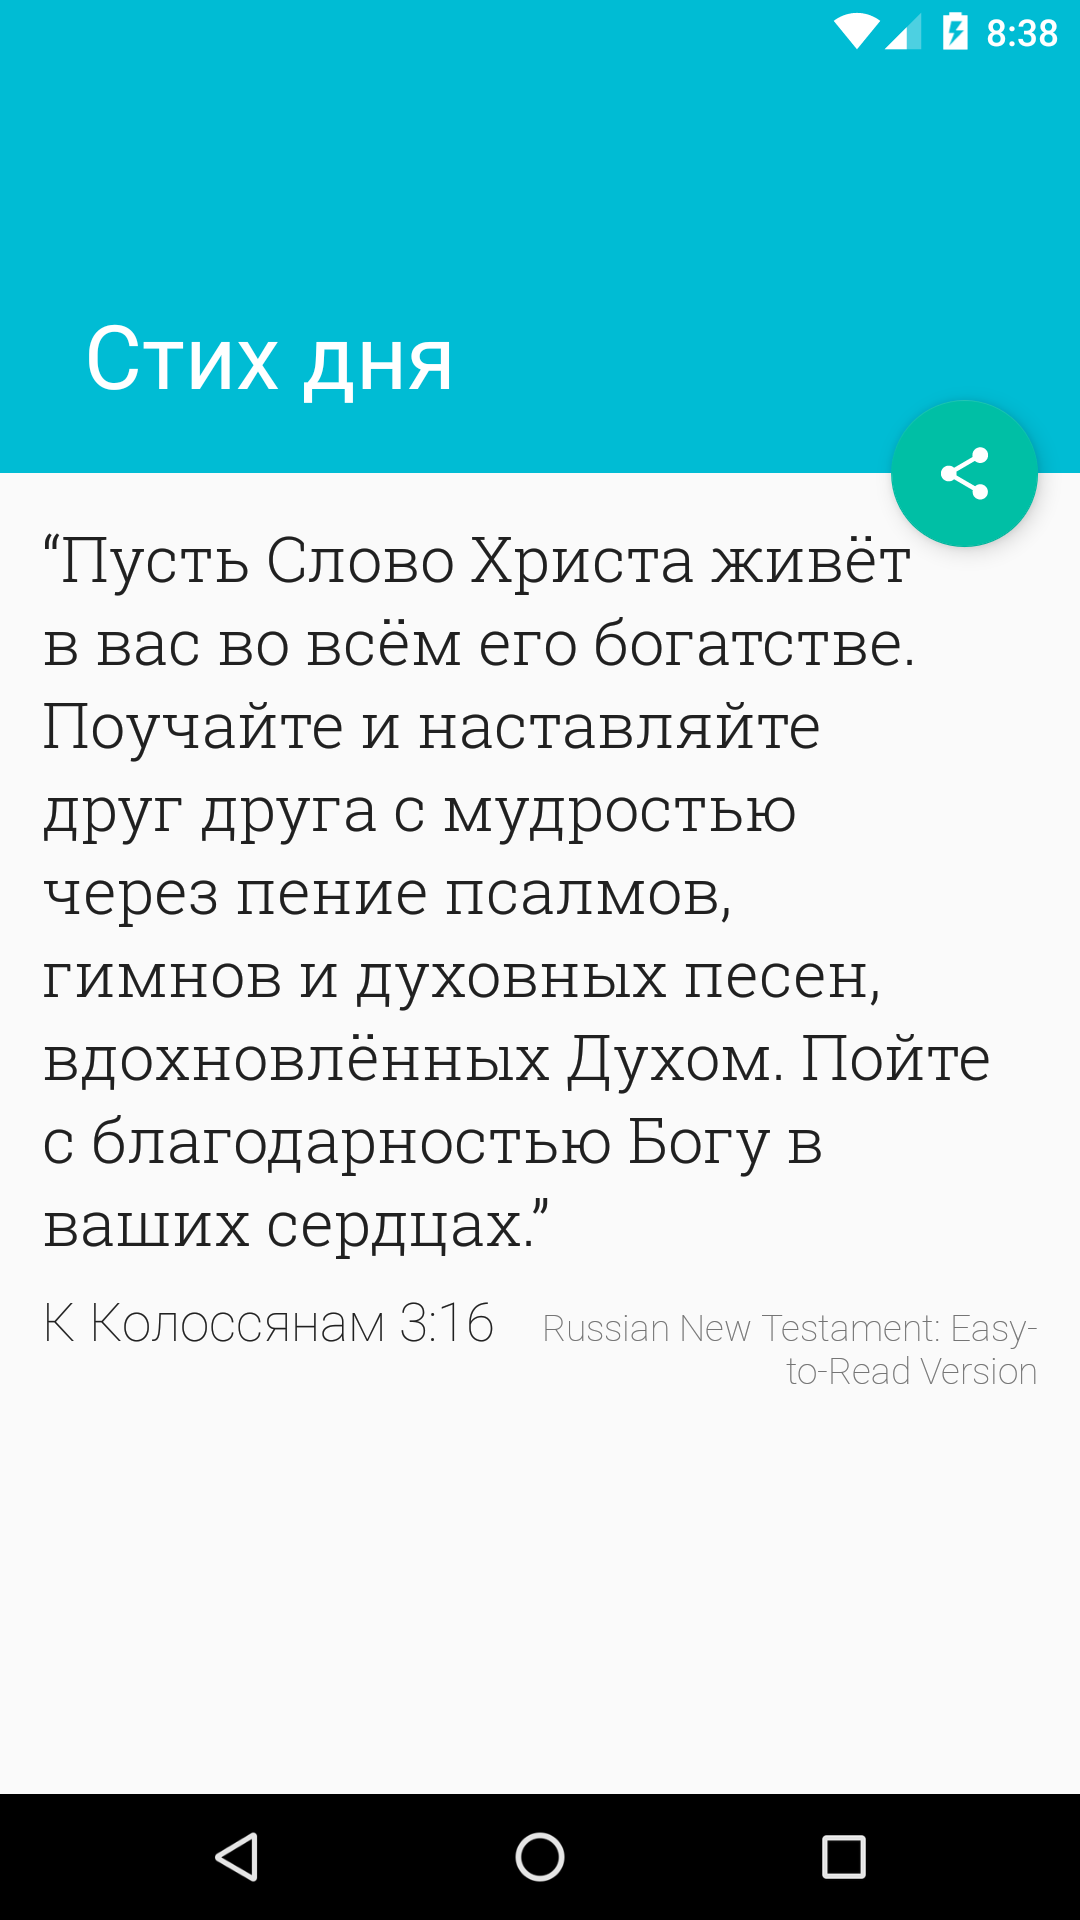 8:38
Стих дня
“Пусть Слово Христа живёт
в вас во всём его богатстве.
Поучайте и наставляйте
друг друга с мудростью
через пение псалмов,
гимнов и духовных песен,
вдохновлённых Духом. Пойте
с благодарностью Богу в
ваших сердцах.”
К Колоссянам 3:16
Russian New Testament: Easy-
to-Read Version